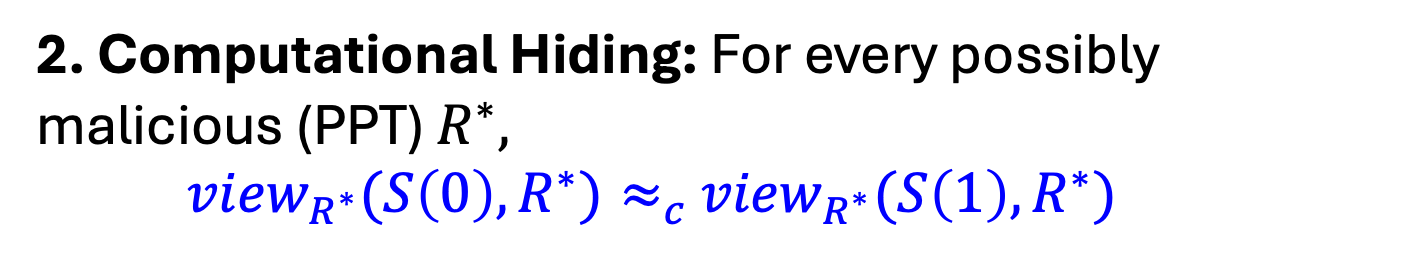 2. Computational Hiding: For every possibly
malicious (PPT) R*,
view_{R*}(S(0), R*) ≈_c view_{R*}(S(1), R*)